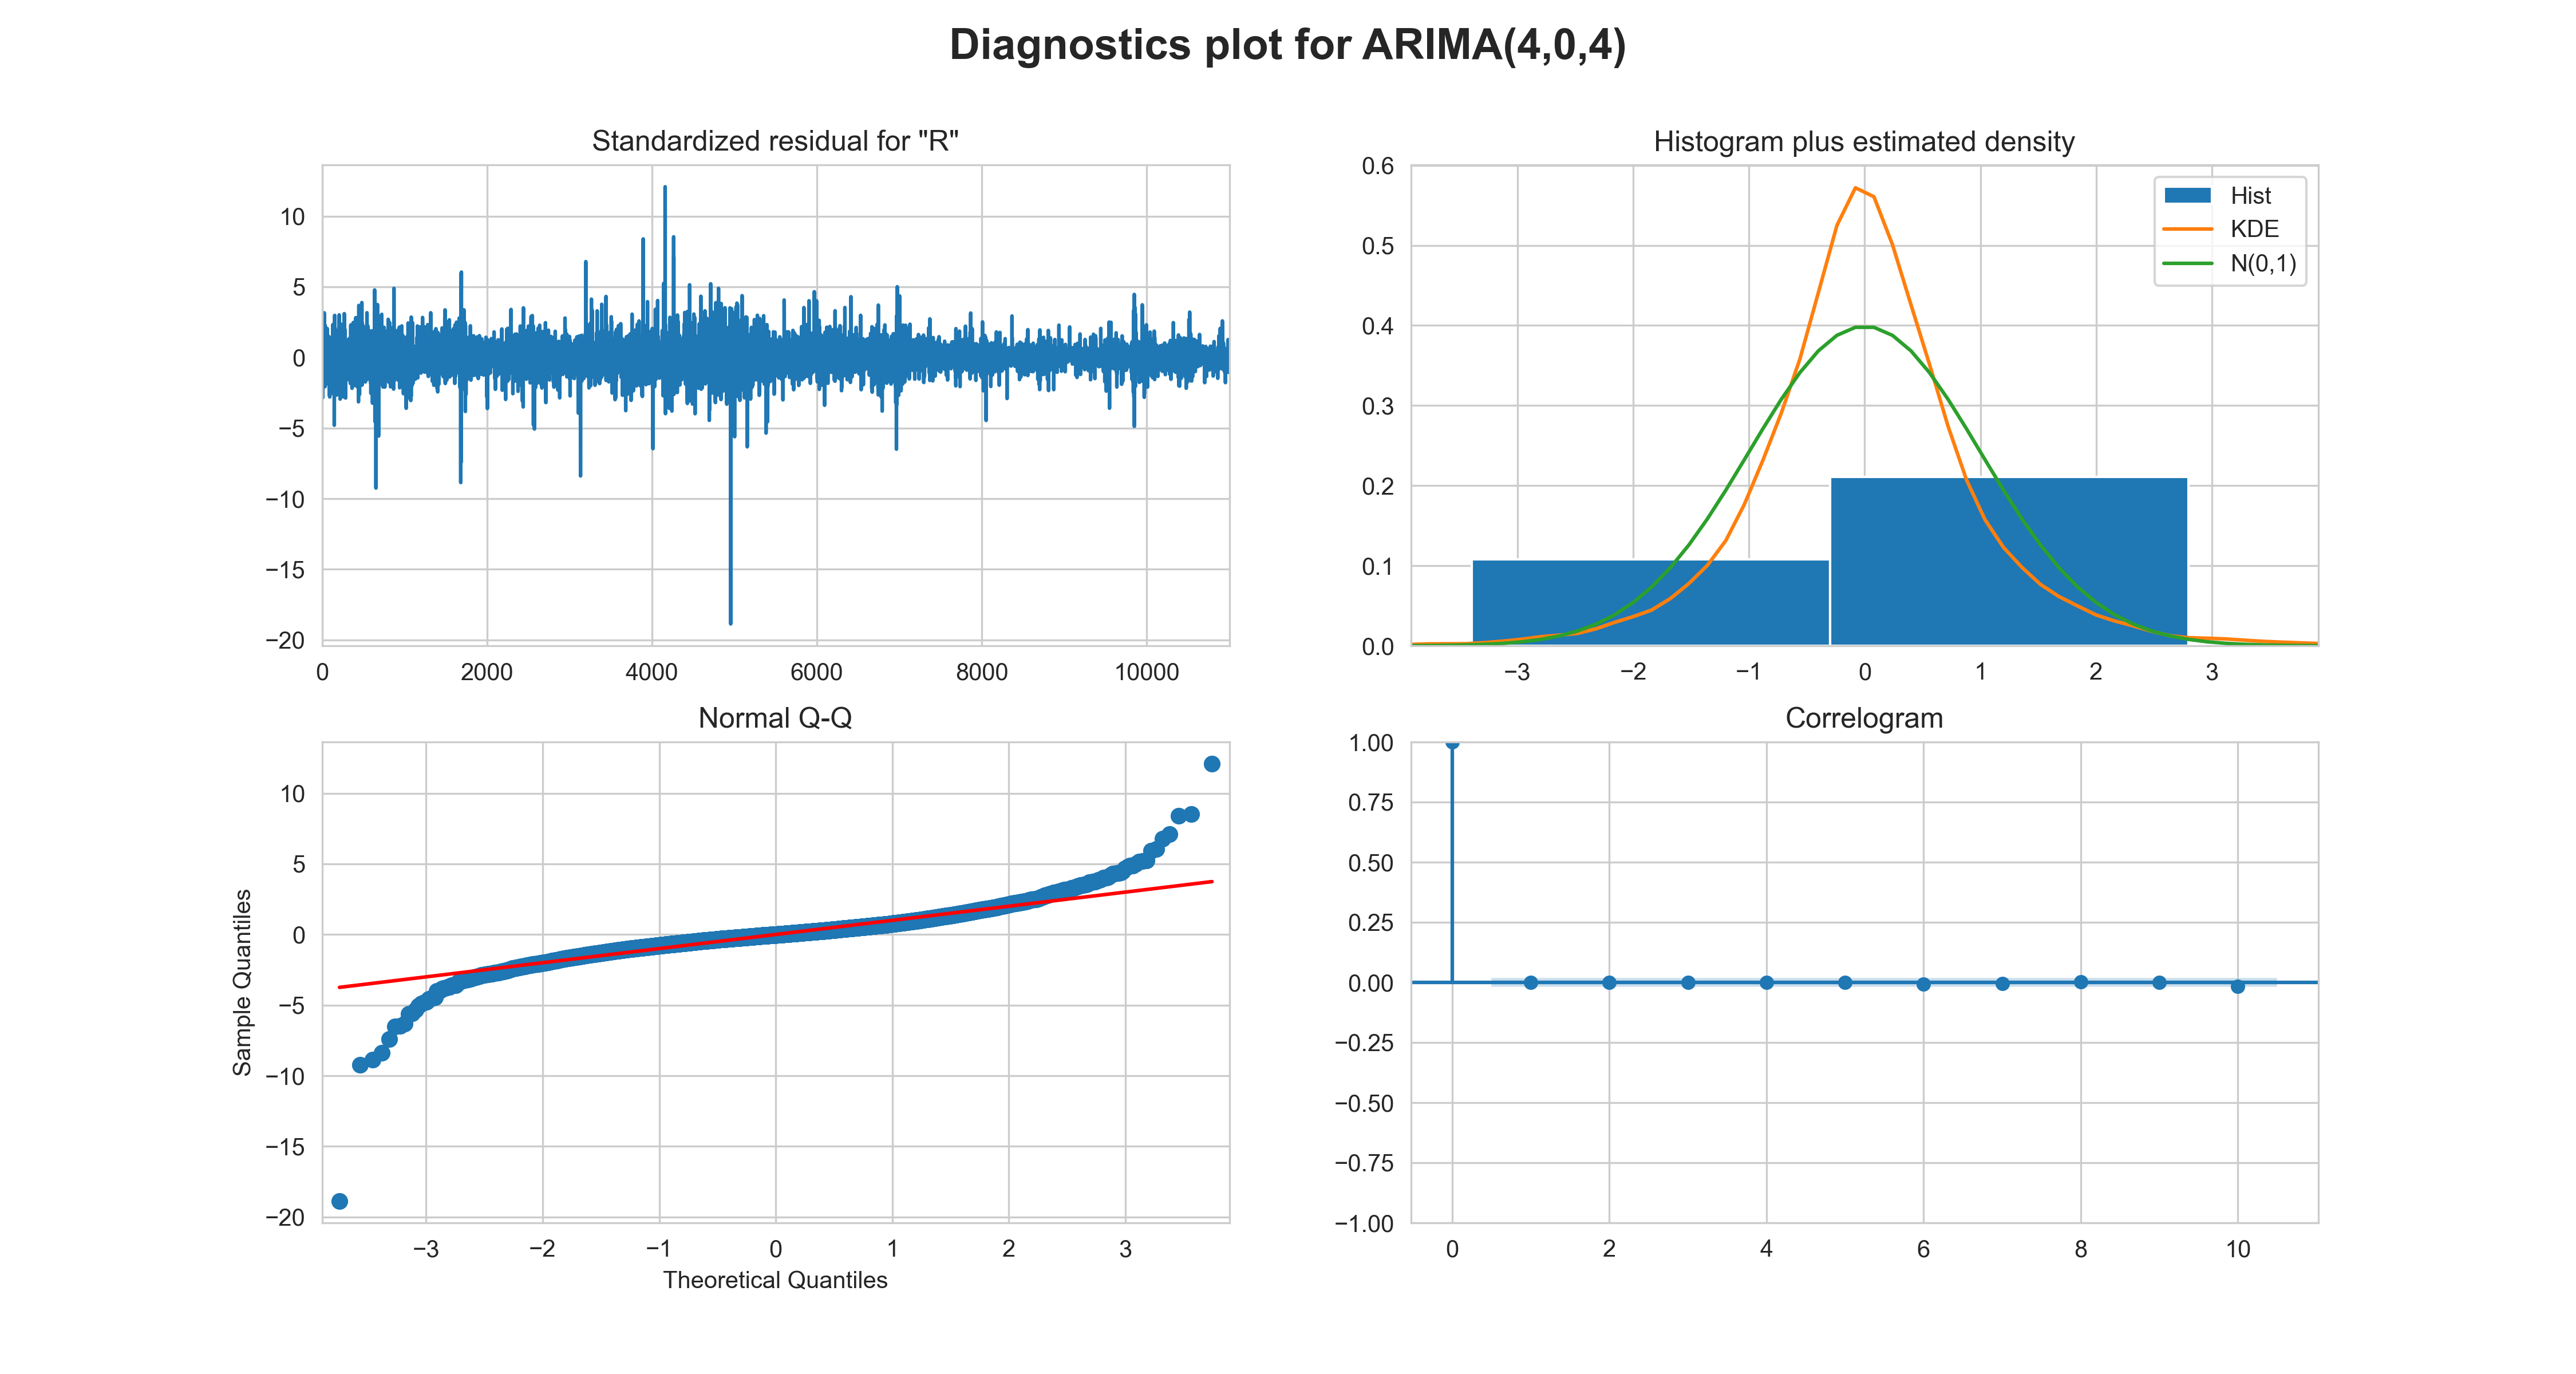 Diagnostics plot for ARIMA(4,0,4)
Standardized residual for "R"
10
5
0
−5
−10
−15
−20
0 2000 4000 6000 8000 10000
Histogram plus estimated density
0.6
0.5
0.4
0.3
0.2
0.1
0.0
Hist
KDE
N(0,1)
−3 −2 −1 0 1 2 3
Normal Q-Q
Sample Quantiles
10
5
0
−5
−10
−15
−20
−3 −2 −1 0 1 2 3
Theoretical Quantiles
Correlogram
1.00
0.75
0.50
0.25
0.00
−0.25
−0.50
−0.75
−1.00
0 2 4 6 8 10